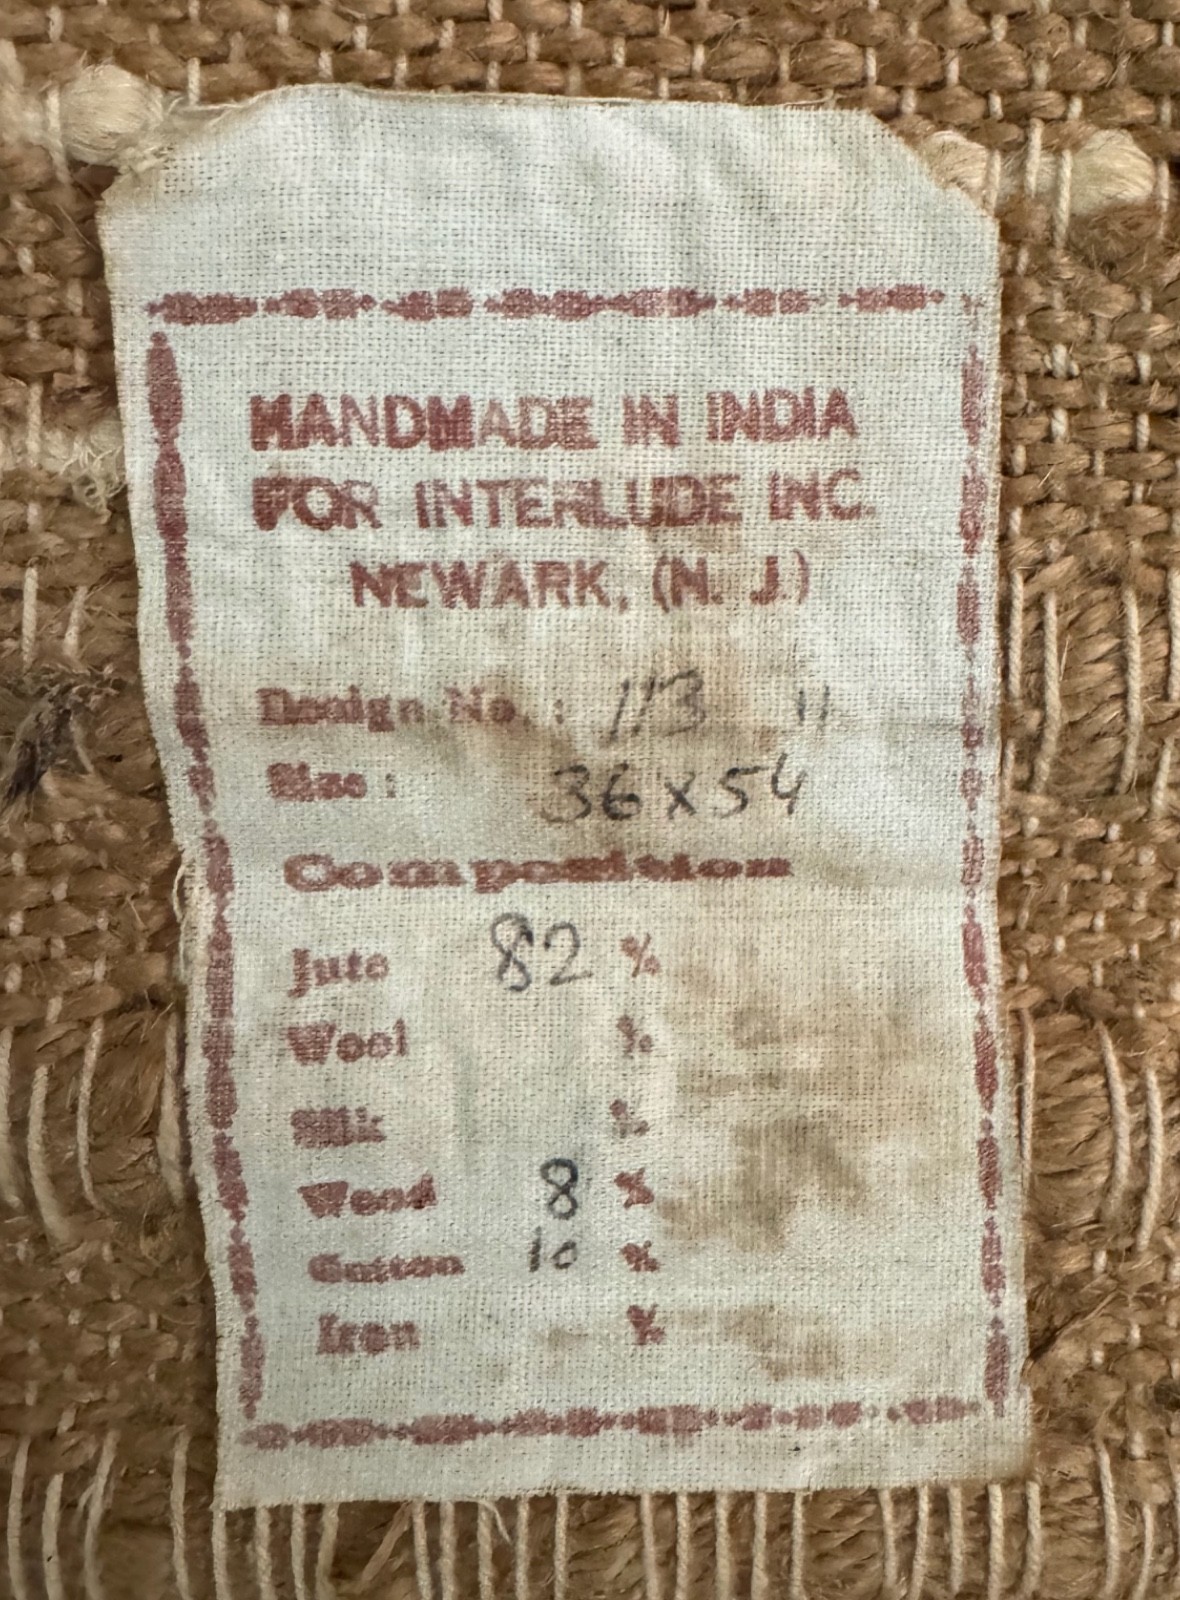 HANDMADE IN INDIA
FOR INTERLUDE INC.
NEWARK, (N. J.)
Design No. : 113 "
Size : 36 x 54
Composition
Jute 82 %
Wool %
Silk %
Wood 8 %
Cotton 10 %
Iron %